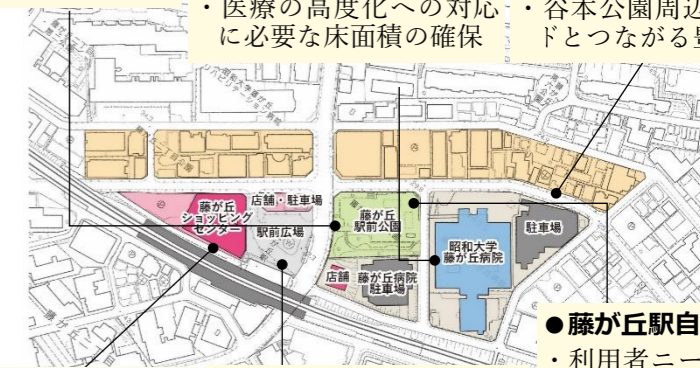 ・医療の高度化への対応
に必要な床面積の確保
・谷本公園周辺
ドとつながる
藤が丘
ショッピング
センター
店舗・駐車場
駅前広場
藤が丘
駅前公園
店舗
藤が丘病院
駐車場
昭和大学
藤が丘病院
駐車場
●藤が丘駅自
・利用者ニー